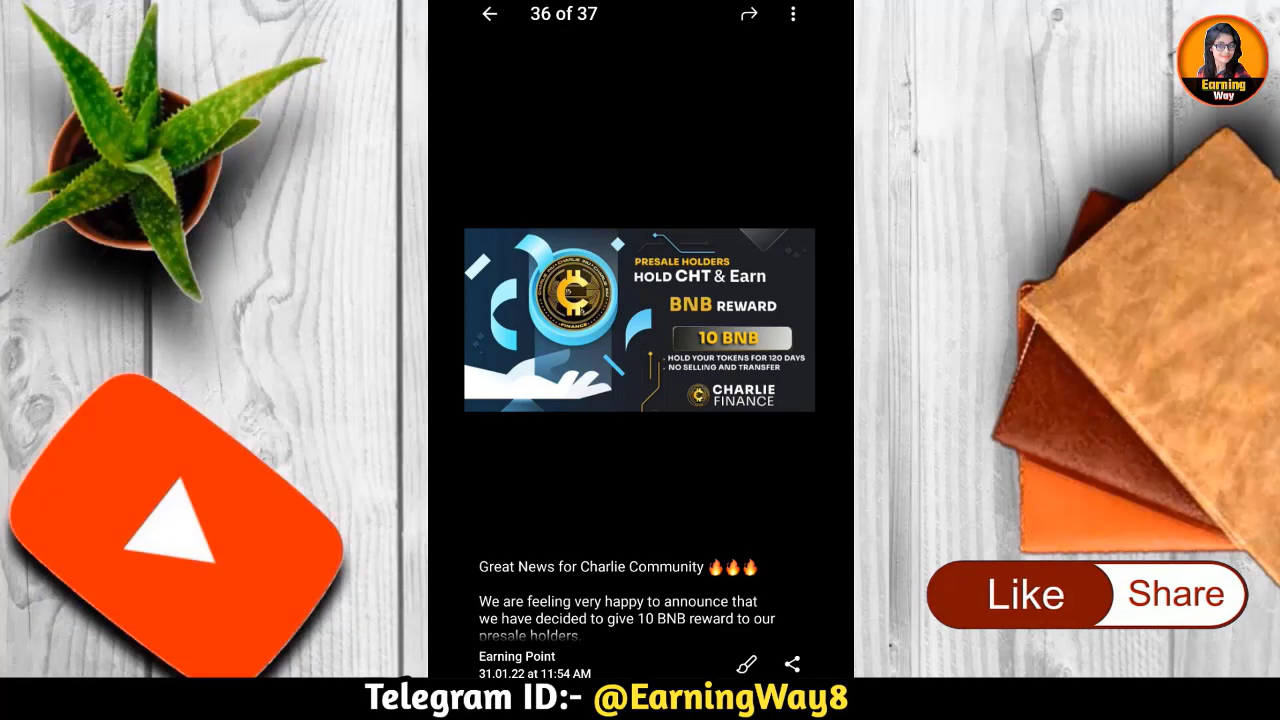 36 of 37
Earning
Way
PRESALE HOLDERS
HOLD CHT & Earn
BNB REWARD
10 BNB
. HOLD YOUR TOKENS FOR 120 DAYS
. NO SELLING AND TRANSFER
CHARLIE
FINANCE
Great News for Charlie Community 🔥🔥🔥
We are feeling very happy to announce that
we have decided to give 10 BNB reward to our
presale holders.
Earning Point
31.01.22 at 11:54 AM
Like
Share
Telegram ID:- @EarningWay8